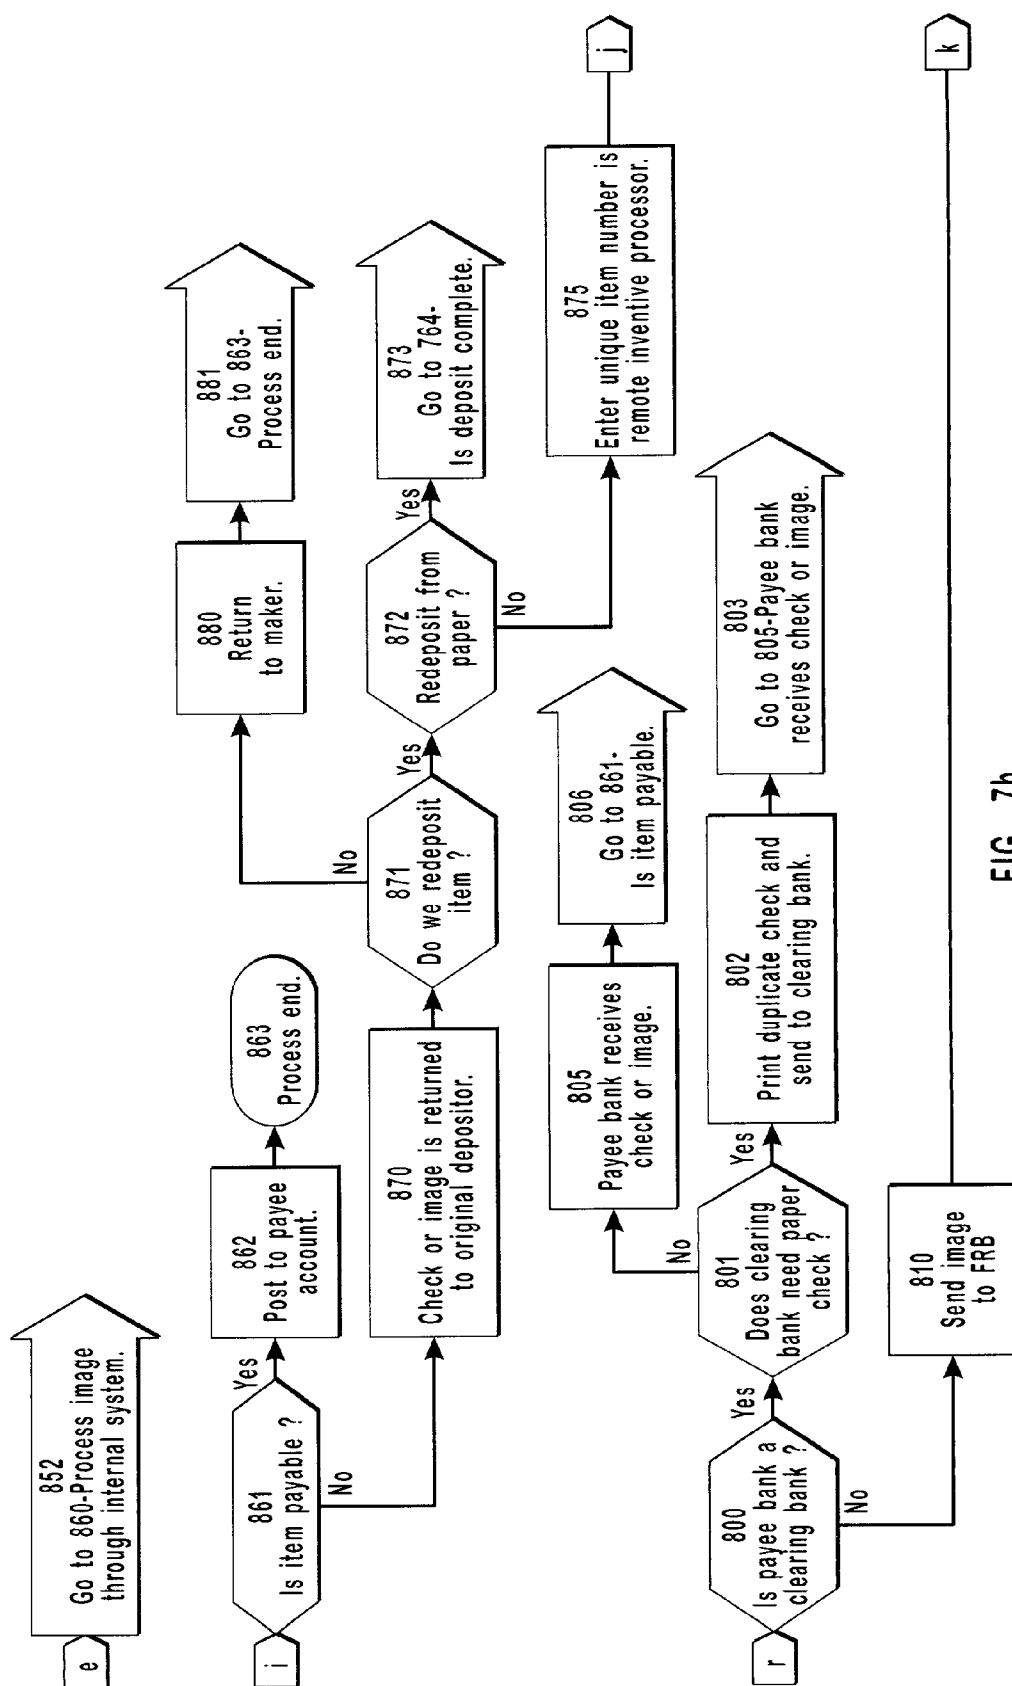 e
852
Go to 860-Process image
through internal system.
i
861
Is item payable ?
Yes
No
862
Post to payee
account.
863
Process end.
870
Check or image is returned
to original depositor.
871
Do we redeposit
item ?
No
Yes
880
Return
to maker.
881
Go to 863-
Process end.
872
Redeposit from
paper ?
Yes
No
873
Go to 764-
Is deposit complete.
875
Enter unique item number is
remote inventive processor.
j
r
800
Is payee bank a
clearing bank ?
Yes
No
801
Does clearing
bank need paper
check ?
No
Yes
805
Payee bank receives
check or image.
806
Go to 861-
Is item payable.
802
Print duplicate check and
send to clearing bank.
803
Go to 805-Payee bank
receives check or image.
810
Send image
to FRB
k
FIG. 7h